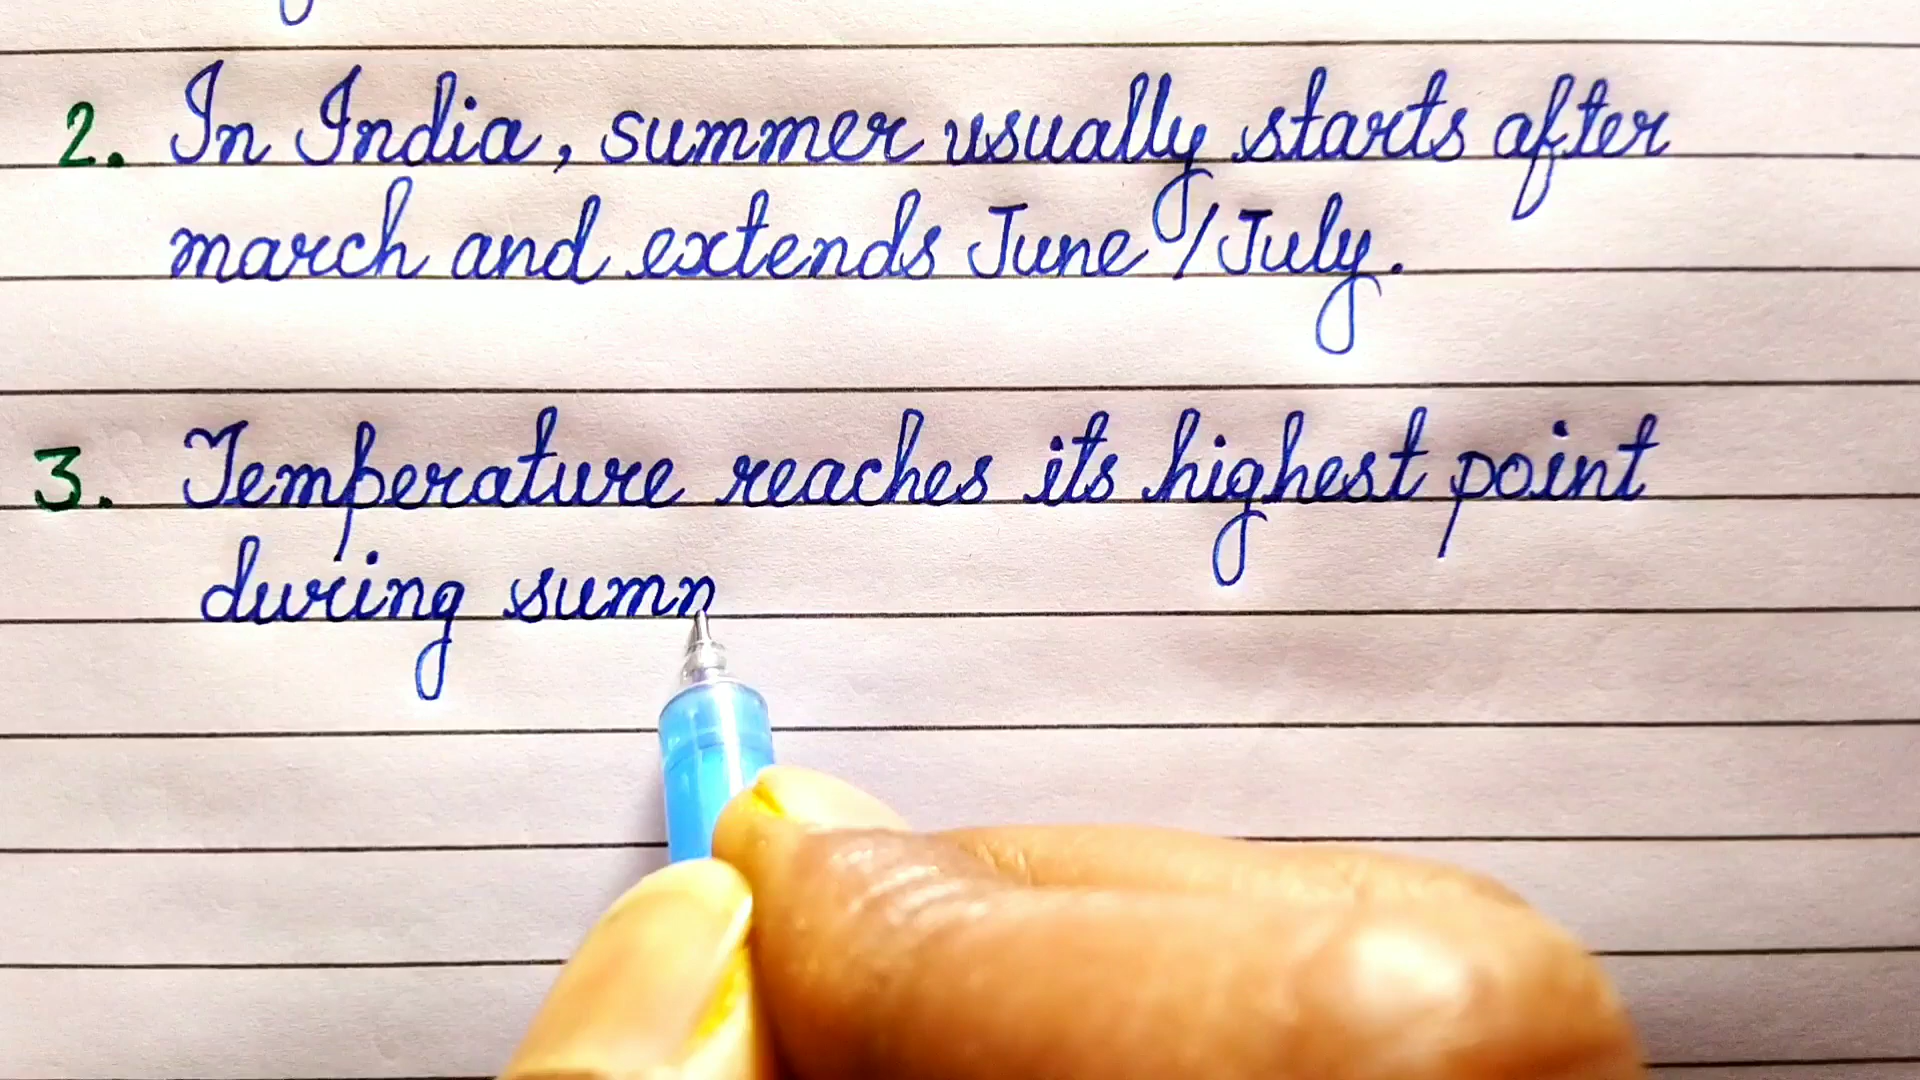 2. In India, summer usually starts after
march and extends June/July.
3. Temperature reaches its highest point
during summ